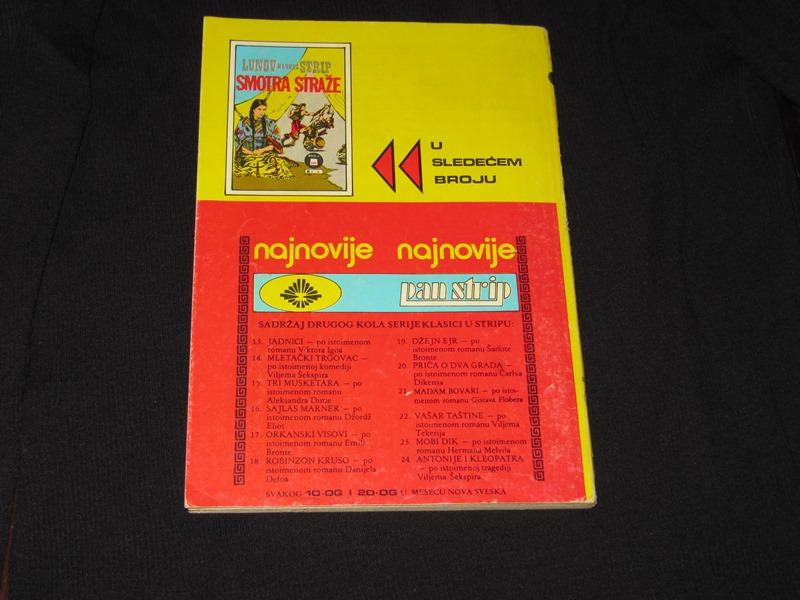 LUNOV MAGNUS STRIP
SMOTRA STRAŽE
U
SLEDEĆEM
BROJU
najnovije najnovije
pan strip
SADRŽAJ DRUGOG KOLA SERIJE KLASICI U STRIPU:
13. JADNICI — po istoimenom
romanu Viktora Igoa
14. MLETAČKI TRGOVAC —
po istoimenoj komediji
Viljema Šekspira
15. TRI MUSKETARA — po
istoimenom romanu
Aleksandra Dime
16. SAJLAS MARNER — po
istoimenom romanu Džordž
Eliot
17. ORKANSKI VISOVI — po
istoimenom romanu Emili
Bronte
18. ROBINZON KRUSO — po
istoimenom romanu Danijela
Defoa
19. DŽEJN EJR — po
istoimenom romanu Šarlote
Bronte
20. PRIČA O DVA GRADA —
po istoimenom romanu Čarlsa
Dikensa
21. MADAM BOVARI — po istoi-
menom romanu Gistava Flobera
22. VAŠAR TAŠTINE — po
istoimenom romanu Viljema
Tekerija
23. MOBI DIK — po istoimenom
romanu Hermana Melvila
24. ANTONIJE I KLEOPATRA
— po istoimenoj tragediji
Viljema Šekspira
SVAKOG 10-OG I 20-OG U MESECU NOVA SVESKA